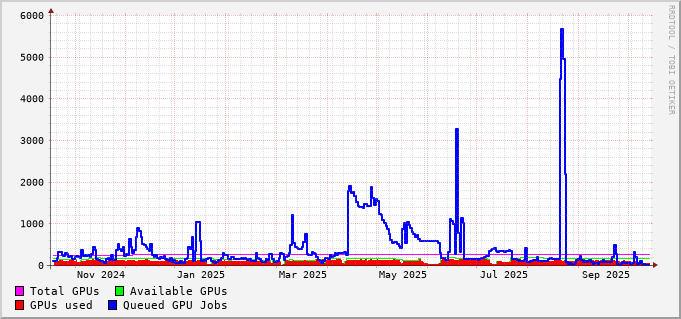 6000
5000
4000
3000
2000
1000
0
Nov 2024 Jan 2025 Mar 2025 May 2025 Jul 2025 Sep 2025
Total GPUs Available GPUs
GPUs used Queued GPU Jobs
RRDTOOL / TOBI OETIKER